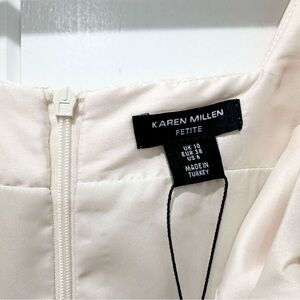 KAREN MILLEN
PETITE
UK 10
EUR 38
US 6
MADE IN
TURKEY